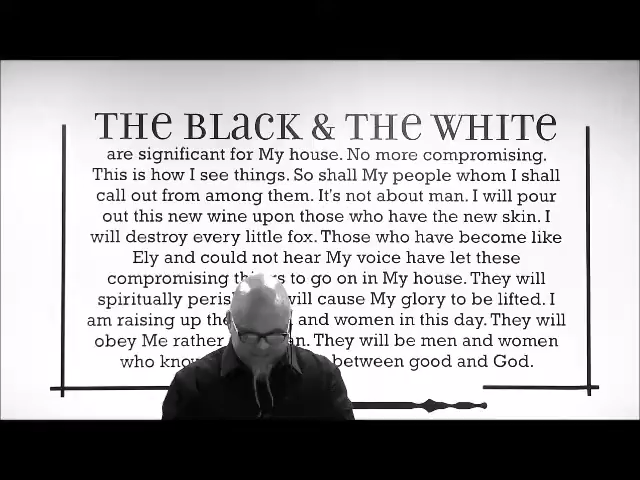 THE BLACK & THE WHITE
are significant for My house. No more compromising.
This is how I see things. So shall My people whom I shall
call out from among them. It's not about man. I will pour
out this new wine upon those who have the new skin. I
will destroy every little fox. Those who have become like
Ely and could not hear My voice have let these
compromising to go on in My house. They will
spiritually will cause My glory to be lifted. I
am raising up and women in this day. They will
obey Me rather They will be men and women
who between good and God.